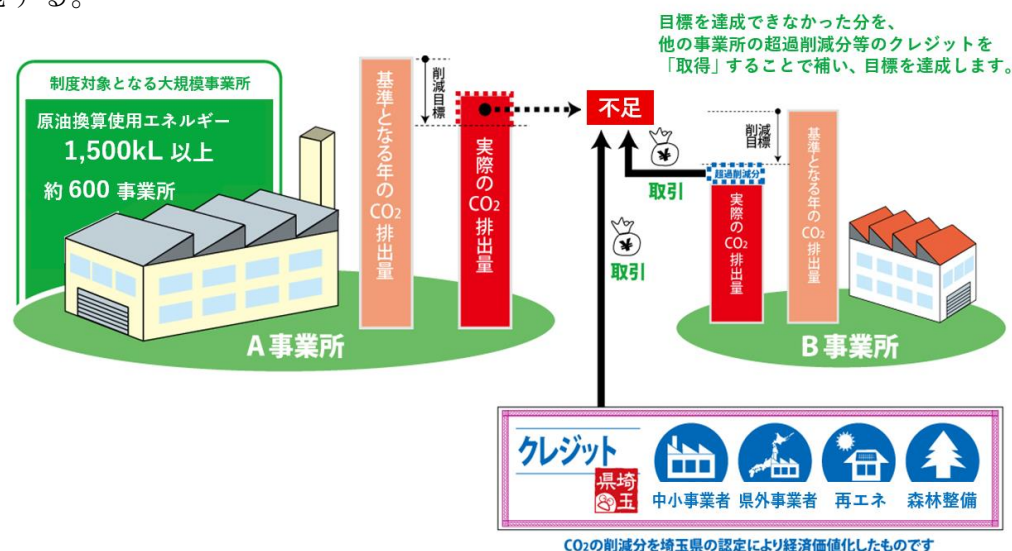 する。
目標を達成できなかった分を、
他の事業所の超過削減分等のクレジットを
「取得」することで補い、目標を達成します。
制度対象となる大規模事業所
原油換算使用エネルギー
1,500kL 以上
約 600 事業所
基準となる年のCO2排出量
削減目標
実際のCO2排出量
不足
取引
取引
超過削減分
実際のCO2排出量
削減
目標
基準となる年のCO2排出量
A事業所
B事業所
クレジット
埼玉県
中小事業者 県外事業者 再エネ 森林整備
CO2の削減分を埼玉県の認定により経済価値化したものです